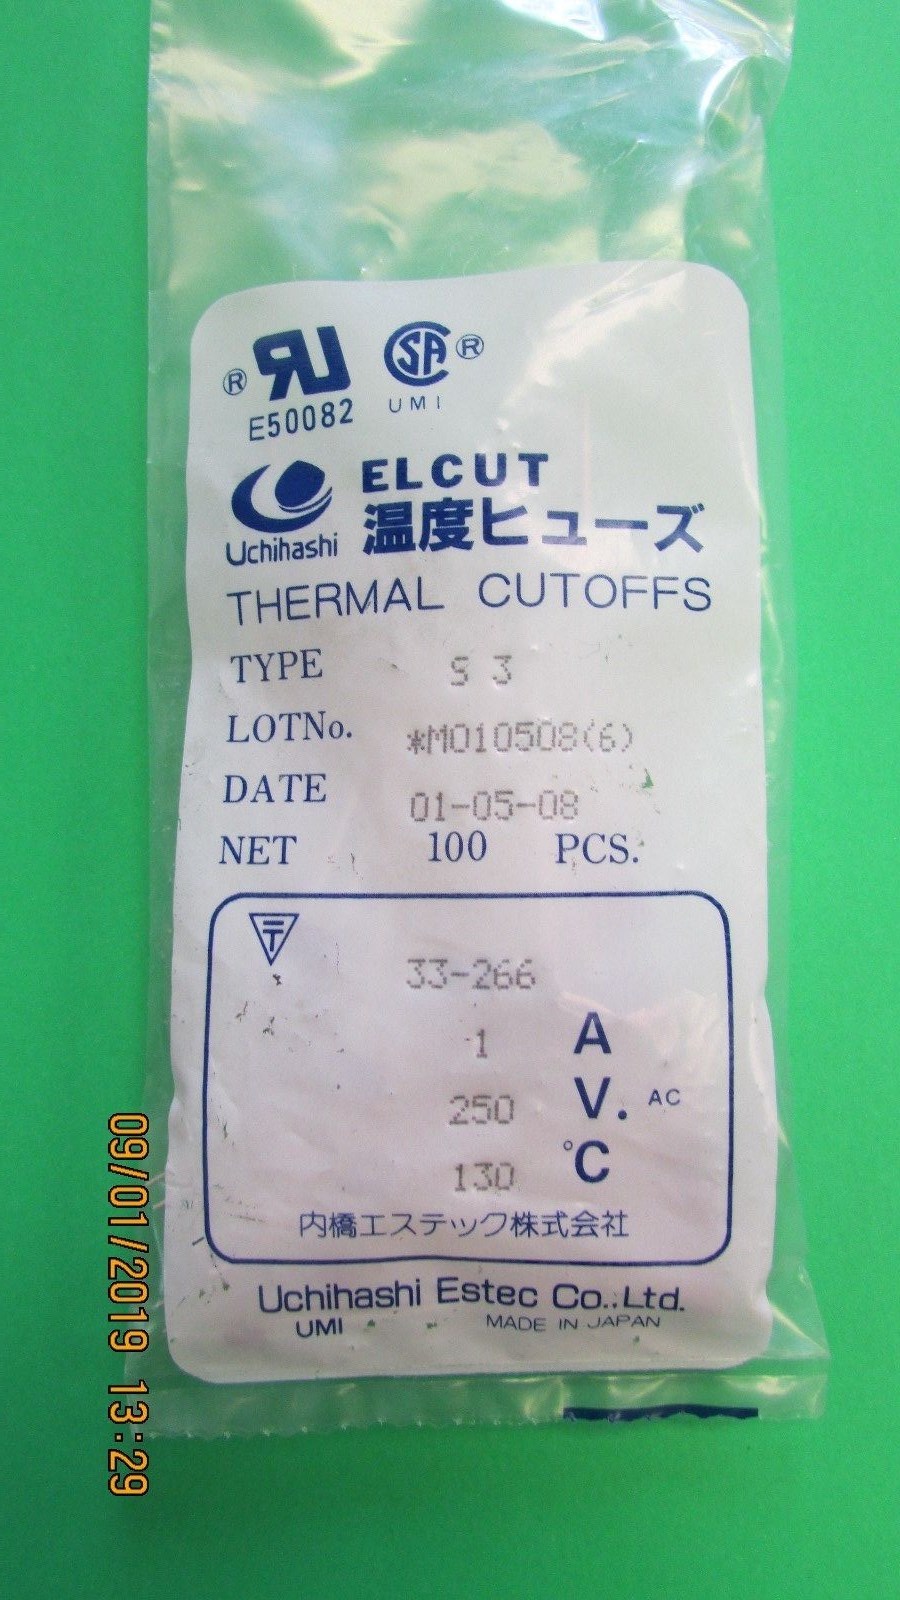 ® RU SA ®
E50082 UMI
ELCUT
Uchihashi 温度ヒューズ
THERMAL CUTOFFS
TYPE S 3
LOTNo. *M010508(6)
DATE 01-05-08
NET 100 PCS.
T
33-266
1 A
250 V. AC
130 °C
内橋エステック株式会社
Uchihashi Estec Co.,Ltd.
UMI MADE IN JAPAN
09/01/2019 13:29